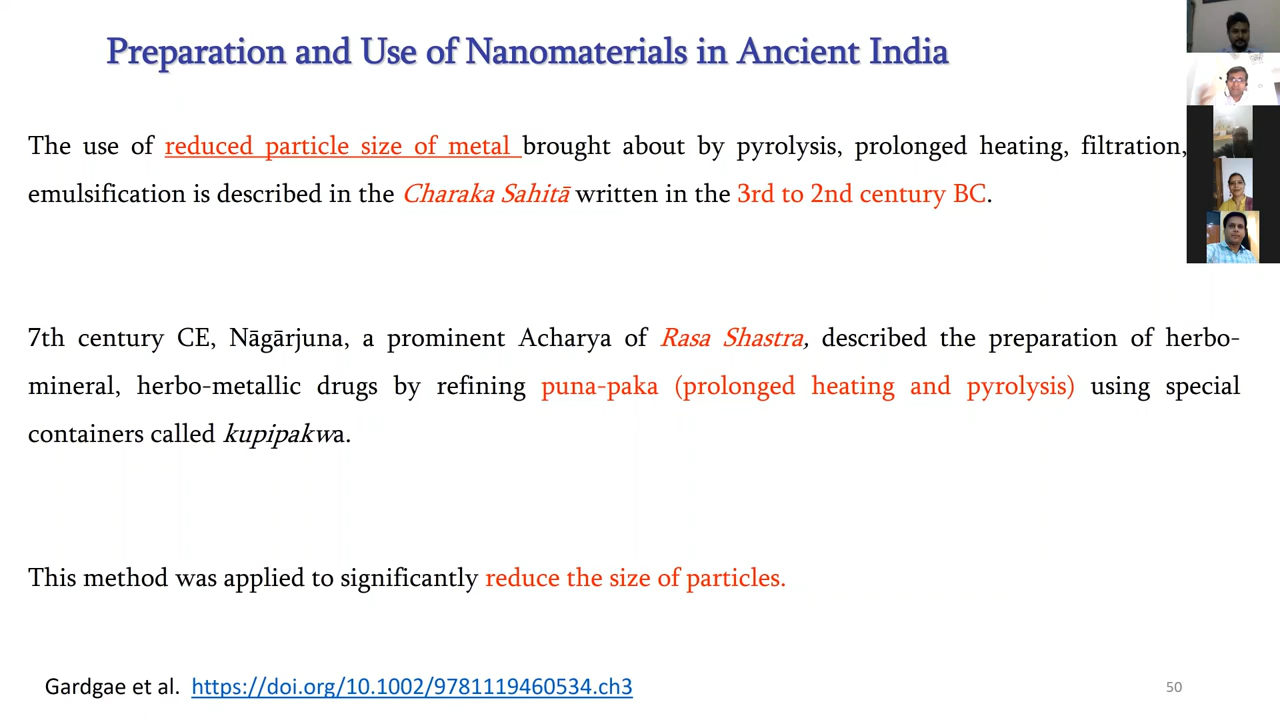 Preparation and Use of Nanomaterials in Ancient India
The use of reduced particle size of metal brought about by pyrolysis, prolonged heating, filtration,
emulsification is described in the Charaka Sahitā written in the 3rd to 2nd century BC.
7th century CE, Nāgārjuna, a prominent Acharya of Rasa Shastra, described the preparation of herbo-
mineral, herbo-metallic drugs by refining puna-paka (prolonged heating and pyrolysis) using special
containers called kupipakwa.
This method was applied to significantly reduce the size of particles.
Gardgae et al. https://doi.org/10.1002/9781119460534.ch3
50